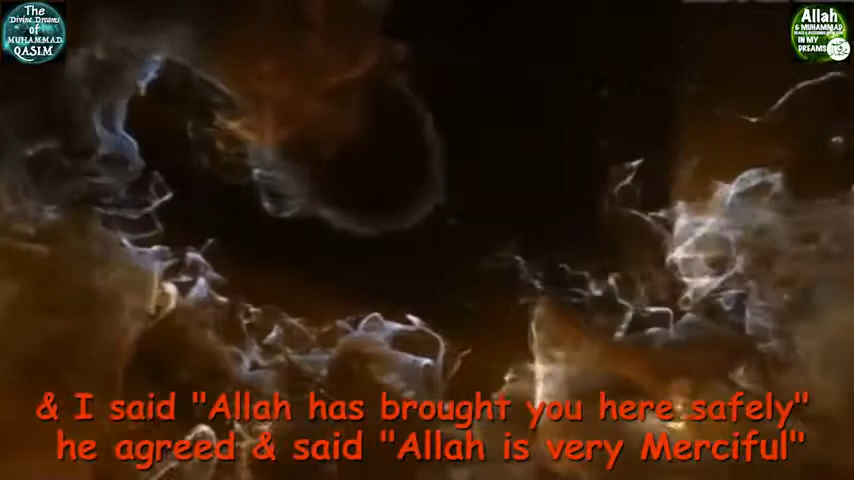 The
Divine Dreams
of
MUHAMMAD
QASIM
Allah
& MUHAMMAD
IN MY
DREAMS
& I said "Allah has brought you here safely"
he agreed & said "Allah is very Merciful"